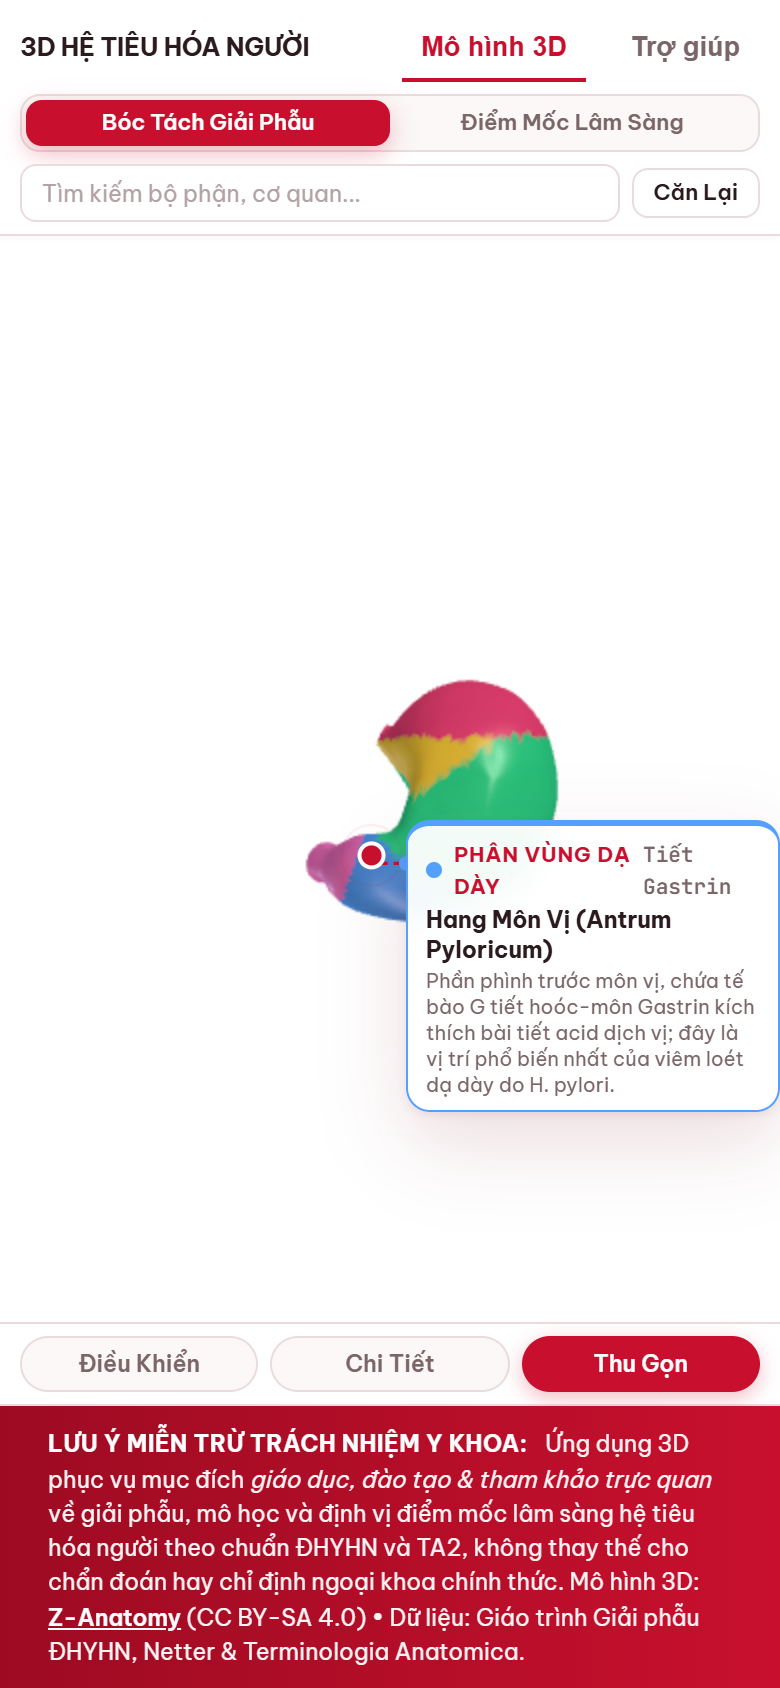 3D HỆ TIÊU HÓA NGƯỜI
Mô hình 3D
Trợ giúp
Bóc Tách Giải Phẫu
Điểm Mốc Lâm Sàng
Tìm kiếm bộ phận, cơ quan...
Căn Lại
PHÂN VÙNG DẠ
DÀY
Tiết
Gastrin
Hang Môn Vị (Antrum
Pyloricum)
Phần phình trước môn vị, chứa tế
bào G tiết hoóc-môn Gastrin kích
thích bài tiết acid dịch vị; đây là
vị trí phổ biến nhất của viêm loét
dạ dày do H. pylori.
Điều Khiển
Chi Tiết
Thu Gọn
LƯU Ý MIỄN TRỪ TRÁCH NHIỆM Y KHOA: Ứng dụng 3D
phục vụ mục đích giáo dục, đào tạo & tham khảo trực quan
về giải phẫu, mô học và định vị điểm mốc lâm sàng hệ tiêu
hóa người theo chuẩn ĐHYHN và TA2, không thay thế cho
chẩn đoán hay chỉ định ngoại khoa chính thức. Mô hình 3D:
Z-Anatomy (CC BY-SA 4.0) • Dữ liệu: Giáo trình Giải phẫu
ĐHYHN, Netter & Terminologia Anatomica.